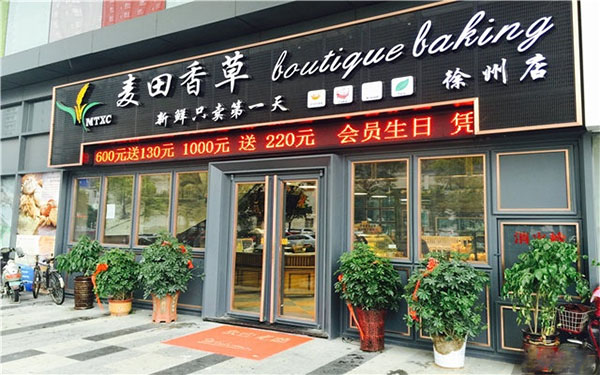 麦田香草 boutique baking
MTXC
新鲜只卖第一天
徐州店
600元送130元 1000元 送 220元 会员生日 凭